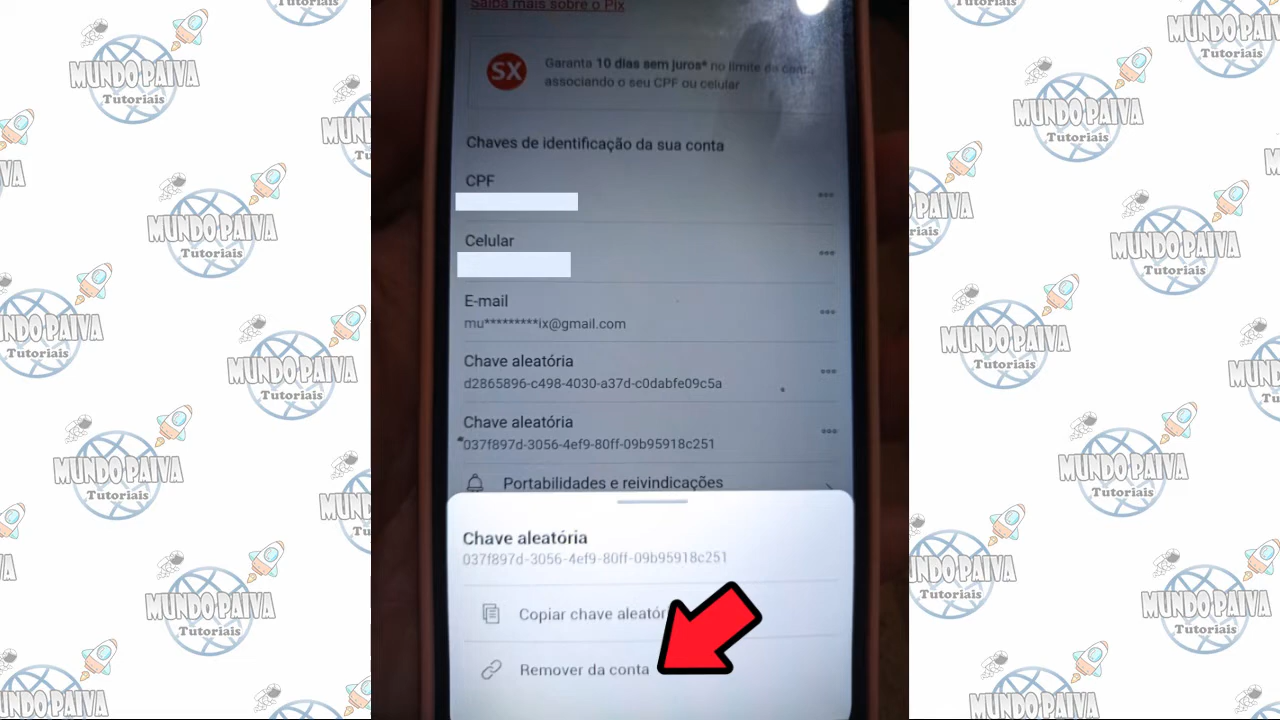 Saiba mais sobre o Pix
SX
Garanta 10 dias sem juros* no limite da cont...
associando o seu CPF ou celular
Chaves de identificação da sua conta
CPF
Celular
E-mail
mu*********ix@gmail.com
Chave aleatória
d2865896-c498-4030-a37d-c0dabfe09c5a
Chave aleatória
037f897d-3056-4ef9-80ff-09b95918c251
Portabilidades e reivindicações
Chave aleatória
037f897d-3056-4ef9-80ff-09b95918c251
Copiar chave aleatóri
Remover da conta
MUNDO PAIVA
Tutoriais